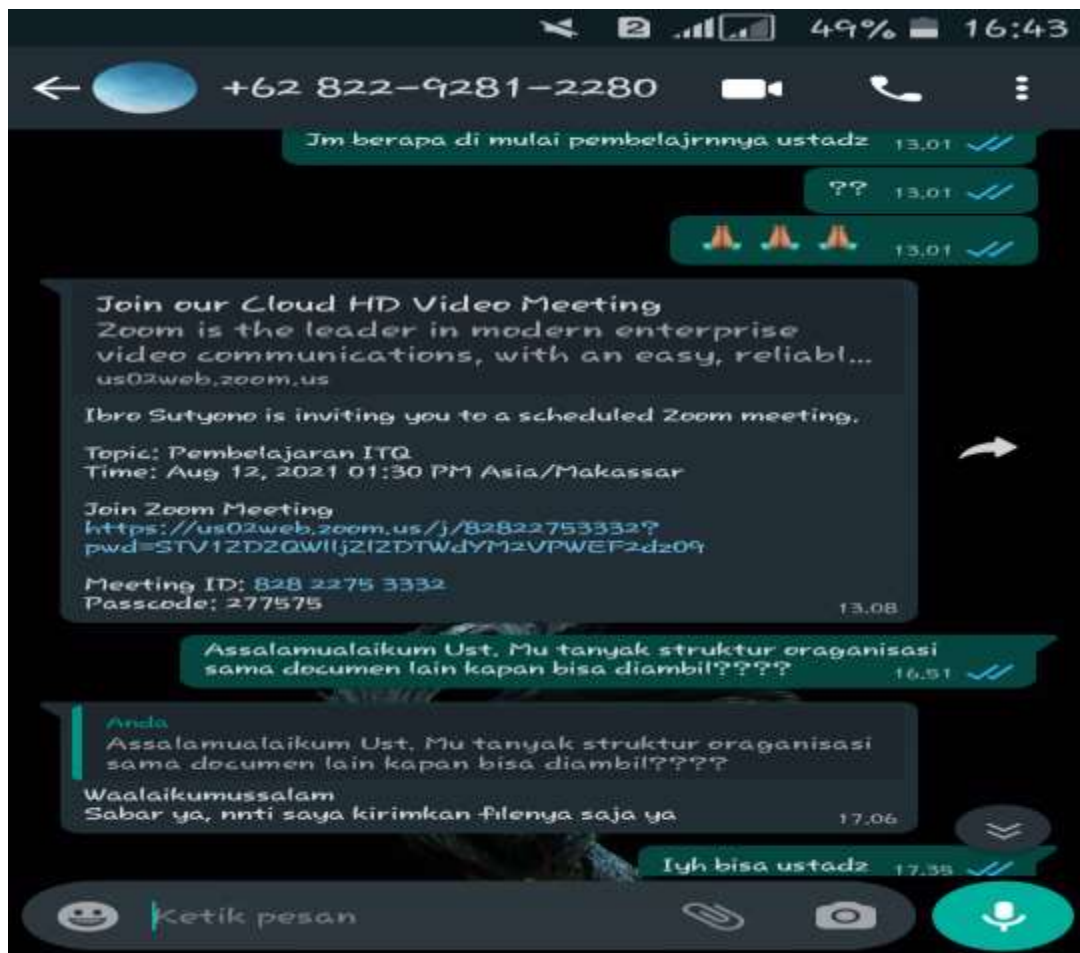 2 49% 16:43
+62 822-9281-2280
Jm berapa di mulai pembelajrnnya ustadz 13.01
?? 13.01
🙏🙏🙏 13.01
Join our Cloud HD Video Meeting
Zoom is the leader in modern enterprise
video communications, with an easy, reliabl...
us02web.zoom.us
Ibro Sutyono is inviting you to a scheduled Zoom meeting.
Topic: Pembelajaran ITQ
Time: Aug 12, 2021 01:30 PM Asia/Makassar
Join Zoom Meeting
https://us02web.zoom.us/j/82822753332?
Meeting ID: 828 2275 3332
Passcode: 277575
13.08
Assalamualaikum Ust. Mu tanyak struktur oraganisasi
sama documen lain kapan bisa diambil???? 16.51
Anda
Assalamualaikum Ust. Mu tanyak struktur oraganisasi
sama documen lain kapan bisa diambil????
Waalaikumussalam
Sabar ya, nnti saya kirimkan filenya saja ya 17.06
Iyh bisa ustadz 17.35
Ketik pesan